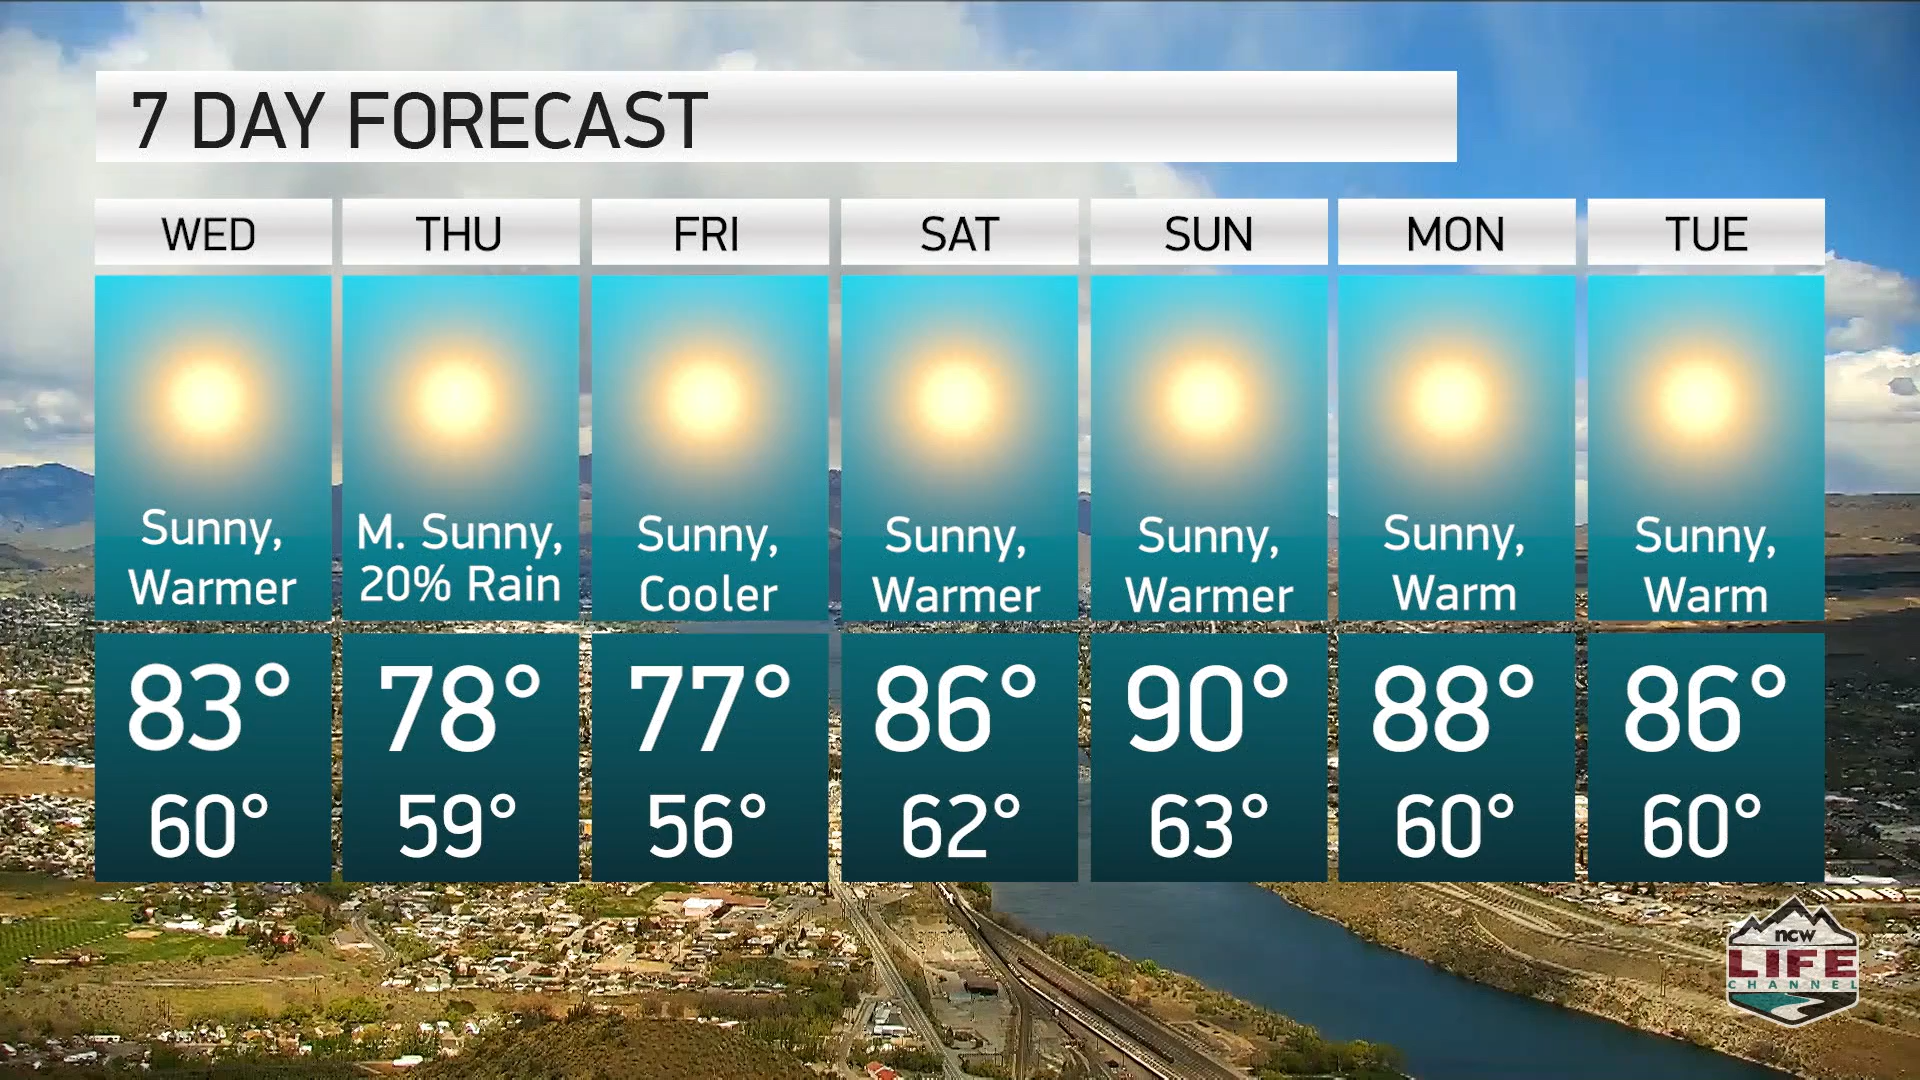 7 DAY FORECAST
WED THU FRI SAT SUN MON TUE
Sunny, M. Sunny, Sunny, Sunny, Sunny, Sunny, Sunny,
Warmer 20% Rain Cooler Warmer Warmer Warm Warm
83° 78° 77° 86° 90° 88° 86°
60° 59° 56° 62° 63° 60° 60°
ncw
LIFE
CHANNEL